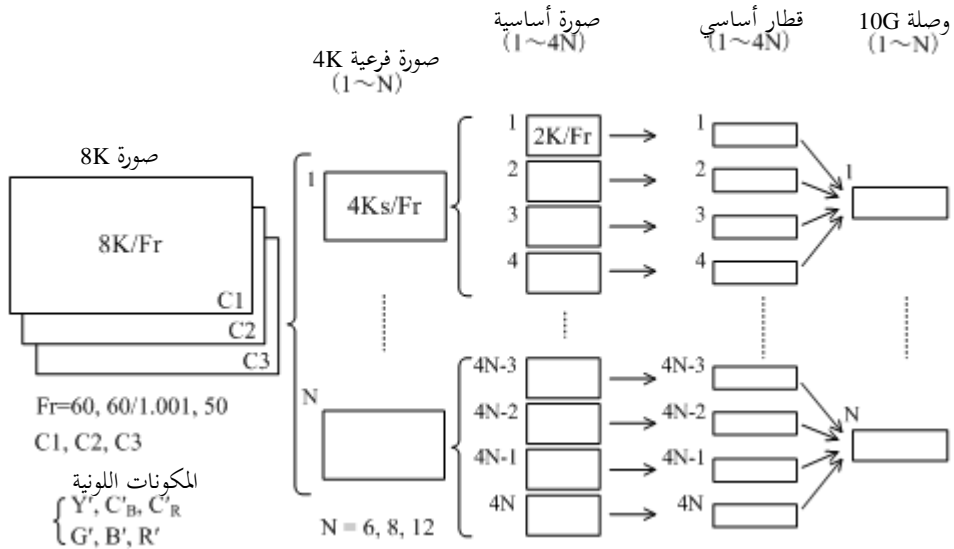 وصلة 10G
(1~N)
قطار أساسي
(1~4N)
صورة أساسية
(1~4N)
صورة فرعية 4K
(1~N)
صورة 8K
8K/Fr
C1
C2
C3
Fr=60, 60/1.001, 50
C1, C2, C3
المكونات اللونية
Y′, C′B, C′R
G′, B′, R′
1
4Ks/Fr
N
N = 6, 8, 12
1
2K/Fr
2
3
4
4N-3
4N-2
4N-1
4N
1
2
3
4
4N-3
4N-2
4N-1
4N
1
N